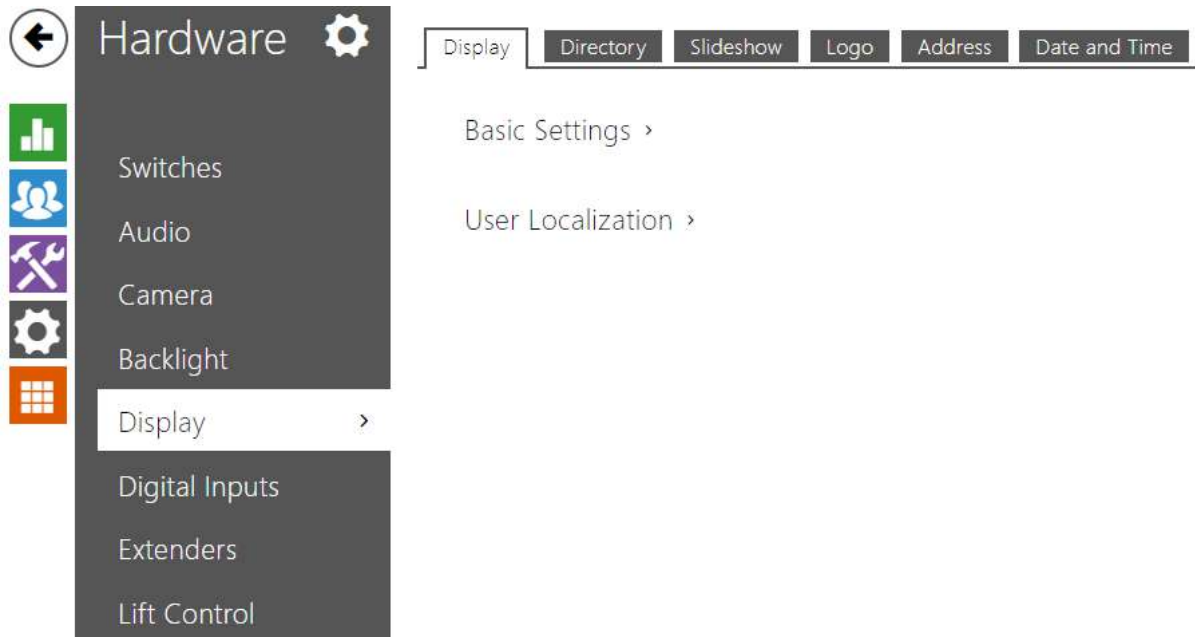 Hardware
Switches
Audio
Camera
Backlight
Display
Digital Inputs
Extenders
Lift Control
Display Directory Slideshow Logo Address Date and Time
Basic Settings
User Localization